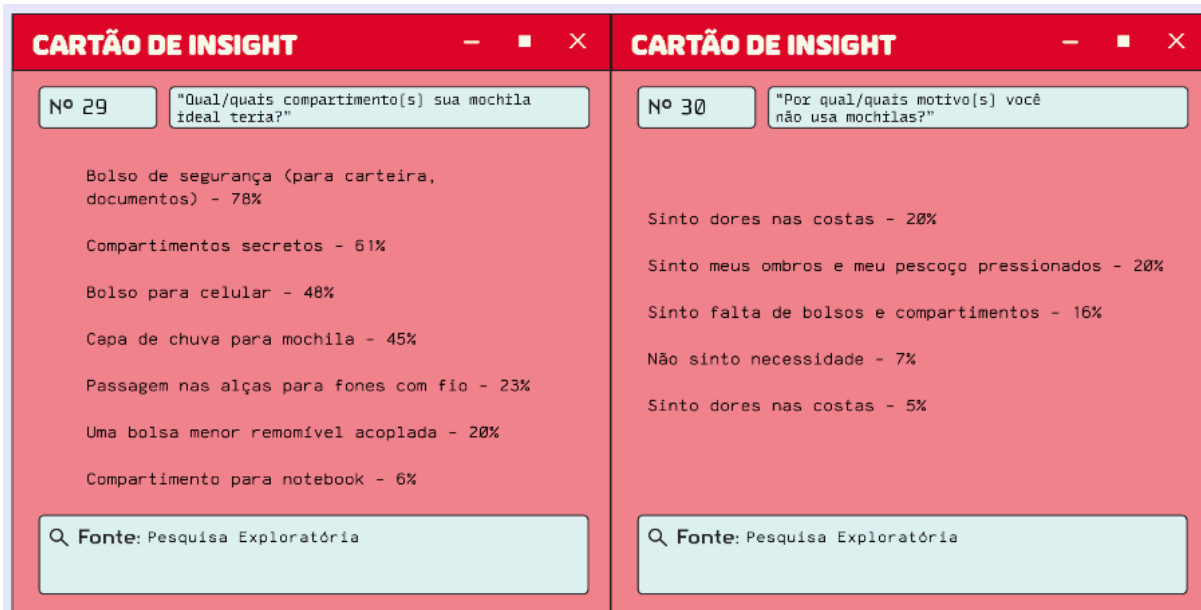 CARTÃO DE INSIGHT
Nº 29
"Qual/quais compartimento(s) sua mochila
ideal teria?"
Bolso de segurança (para carteira,
documentos) - 78%
Compartimentos secretos - 61%
Bolso para celular - 48%
Capa de chuva para mochila - 45%
Passagem nas alças para fones com fio - 23%
Uma bolsa menor remomível acoplada - 20%
Compartimento para notebook - 6%
Fonte: Pesquisa Exploratória
CARTÃO DE INSIGHT
Nº 30
"Por qual/quais motivo(s) você
não usa mochilas?"
Sinto dores nas costas - 20%
Sinto meus ombros e meu pescoço pressionados - 20%
Sinto falta de bolsos e compartimentos - 16%
Não sinto necessidade - 7%
Sinto dores nas costas - 5%
Fonte: Pesquisa Exploratória